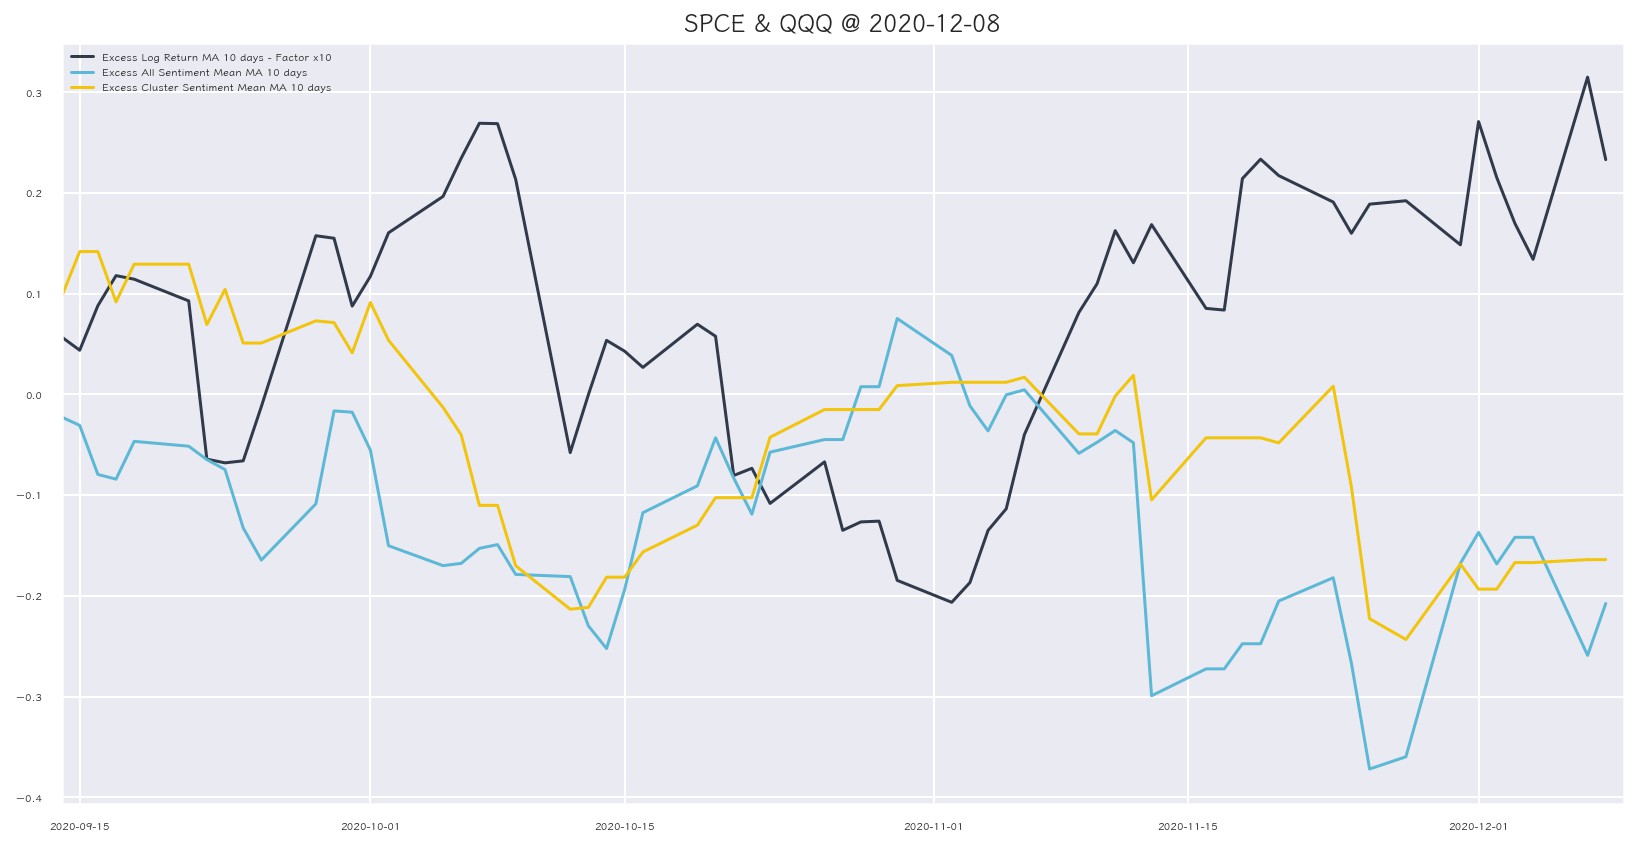 SPCE & QQQ @ 2020-12-08
Excess Log Return MA 10 days - Factor x10
Excess All Sentiment Mean MA 10 days
Excess Cluster Sentiment Mean MA 10 days
0.3
0.2
0.1
0.0
−0.1
−0.2
−0.3
−0.4
2020-09-15 2020-10-01 2020-10-15 2020-11-01 2020-11-15 2020-12-01